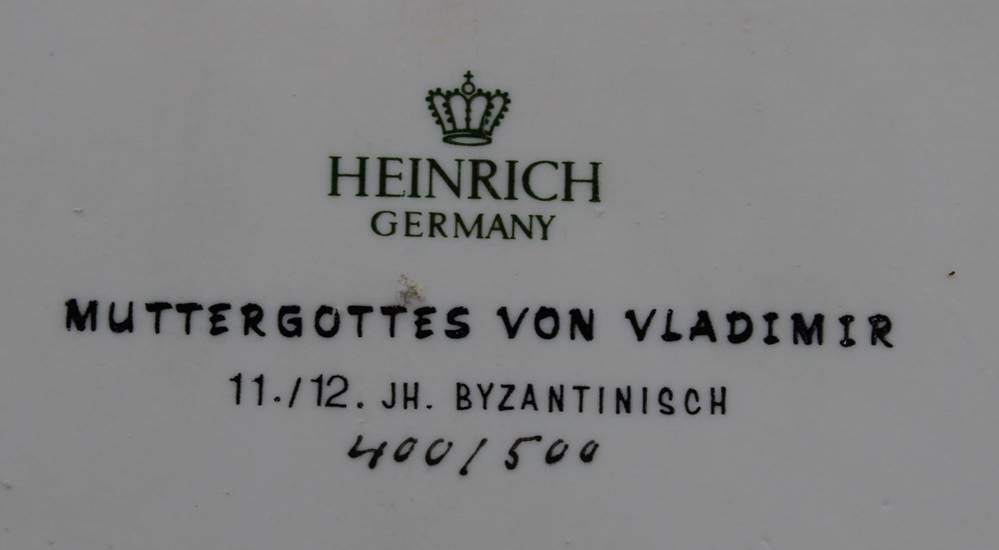 HEINRICH
GERMANY
MUTTERGOTTES VON VLADIMIR
11./12. JH. BYZANTINISCH
400/500